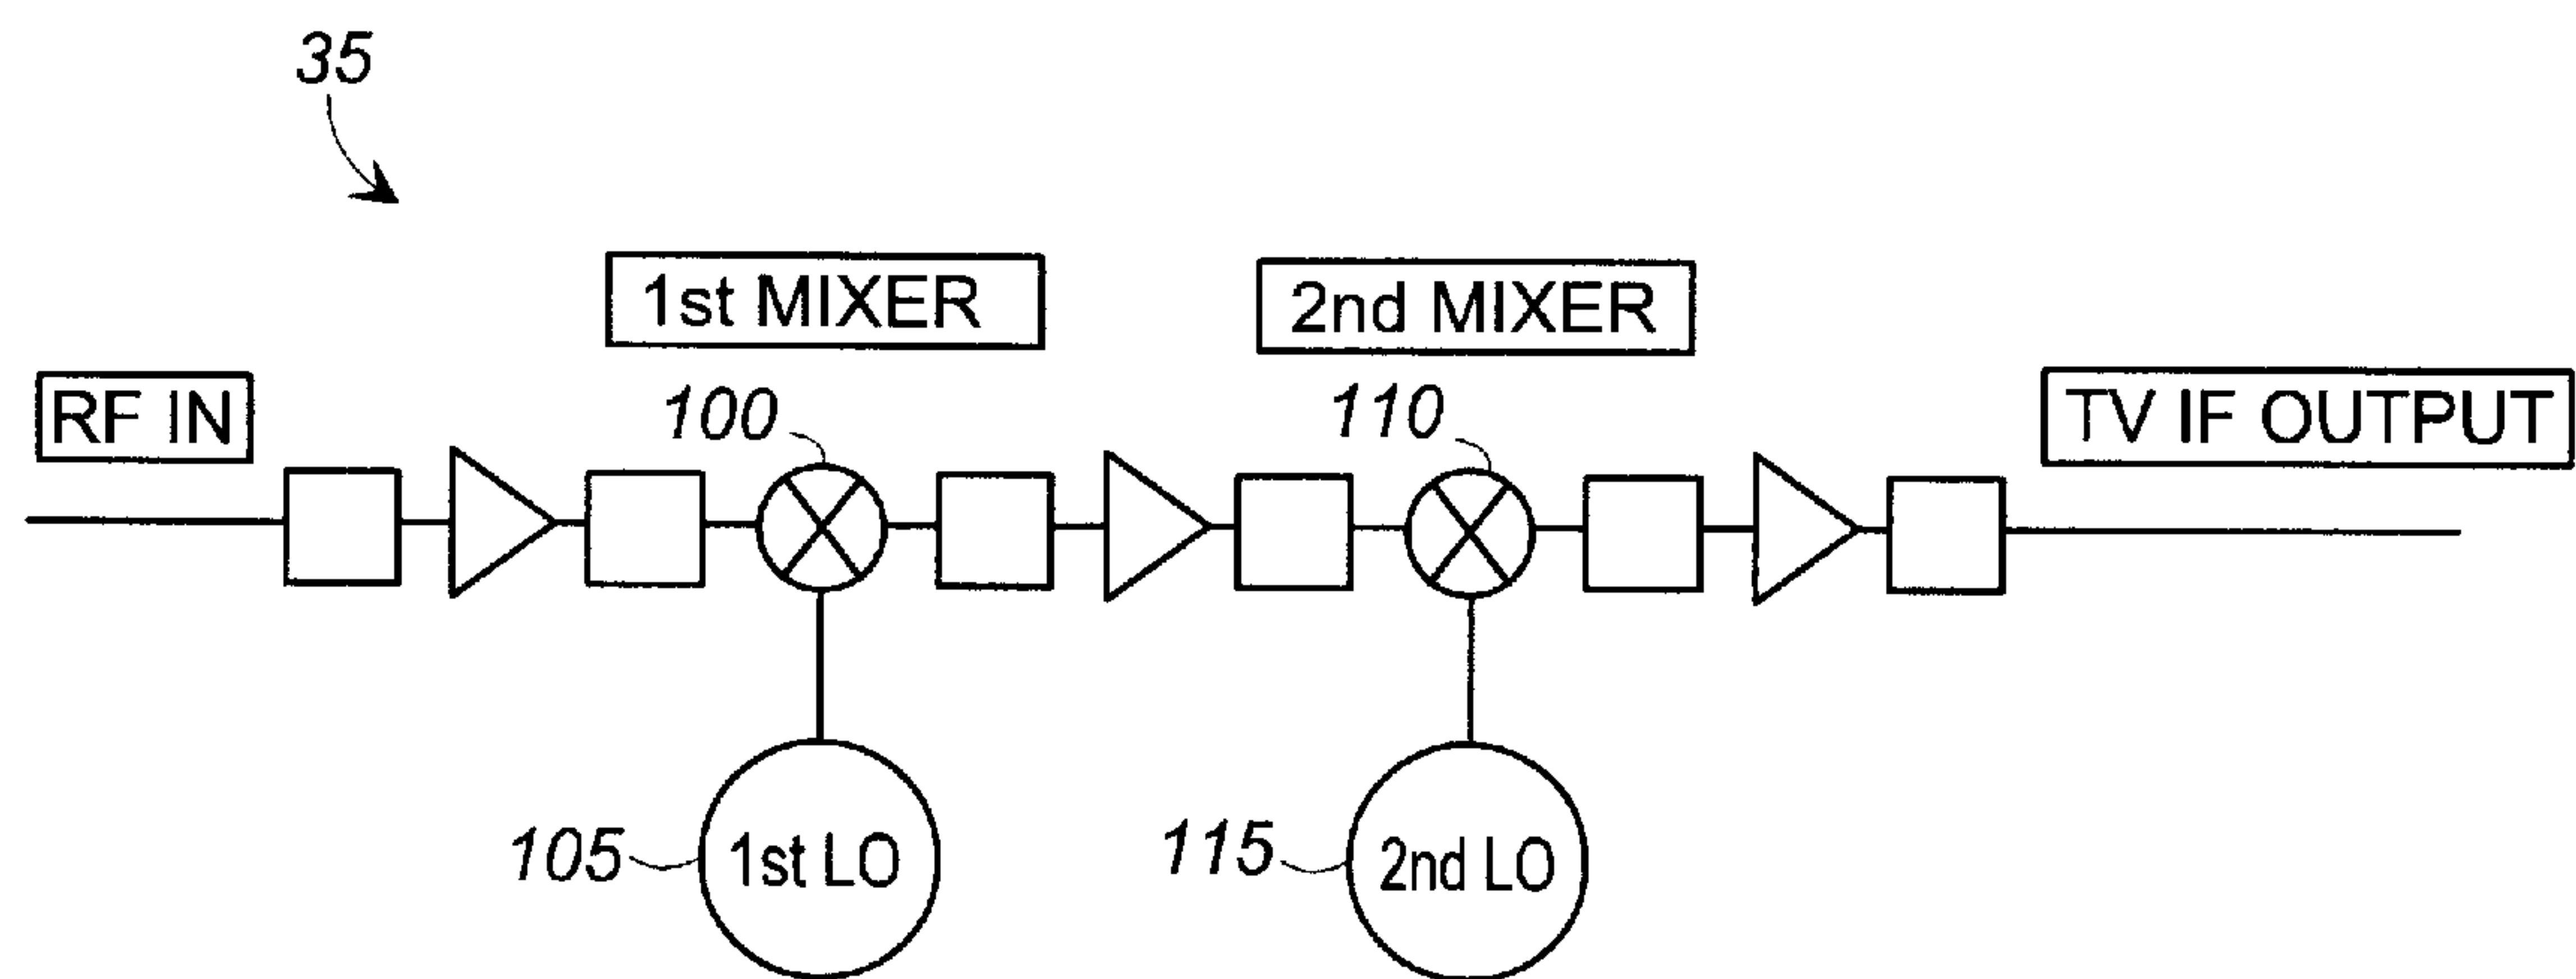 35
1st MIXER
2nd MIXER
RF IN
100
110
TV IF OUTPUT
105
1st LO
115
2nd LO